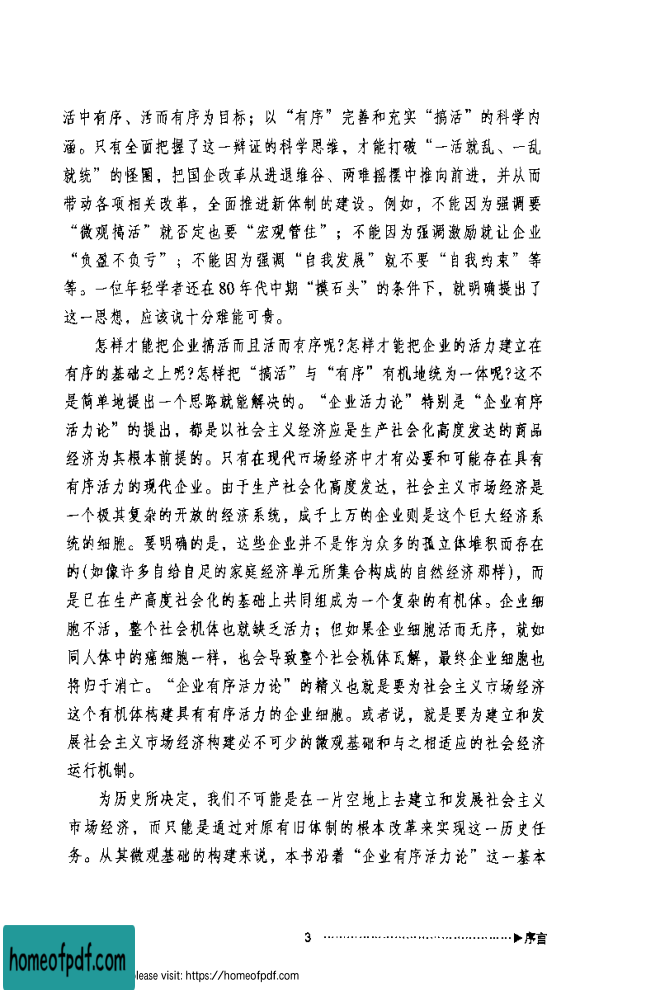 活中有序、活而有序为目标；以“有序”完善和充实“搞活”的科学内
涵。只有全面把握了这一辩证的科学思维，才能打破“一活就乱、一乱
就统”的怪圈，把国企改革从进退维谷、两难摇摆中推向前进，并从而
带动各项相关改革，全面推进新体制的建设。例如，不能因为强调要
“微观搞活”就否定也要“宏观管住”；不能因为强调激励就让企业
“负盈不负亏”；不能因为强调“自我发展”就不要“自我约束”等
等。一位年轻学者还在80年代中期“摸石头”的条件下，就明确提出了
这一思想，应该说十分难能可贵。
怎样才能把企业搞活而且活而有序呢?怎样才能把企业的活力建立在
有序的基础之上呢?怎样把“搞活”与“有序”有机地统为一体呢?这不
是简单地提出一个思路就能解决的。“企业活力论”特别是“企业有序
活力论”的提出，都是以社会主义经济应是生产社会化高度发达的商品
经济为其根本前提的。只有在现代市场经济中才有必要和可能存在具有
有序活力的现代企业。由于生产社会化高度发达，社会主义市场经济是
一个极其复杂的开放的经济系统，成千上万的企业则是这个巨大经济系
统的细胞。要明确的是，这些企业并不是作为众多的孤立体堆积而存在
的(如像许多自给自足的家庭经济单元所集合构成的自然经济那样)，而
是已在生产高度社会化的基础上共同组成为一个复杂的有机体。企业细
胞不活，整个社会机体也就缺乏活力；但如果企业细胞活而无序，就如
同人体中的癌细胞一样，也会导致整个社会机体瓦解，最终企业细胞也
将归于消亡。“企业有序活力论”的精义也就是要为社会主义市场经济
这个有机体构建具有有序活力的企业细胞。或者说，就是要为建立和发
展社会主义市场经济构建必不可少的微观基础和与之相适应的社会经济
运行机制。
为历史所决定，我们不可能是在一片空地上去建立和发展社会主义
市场经济，而只能是通过对原有旧体制的根本改革来实现这一历史任
务。从其微观基础的构建来说，本书沿着“企业有序活力论”这一基本
3 ⋯⋯⋯⋯⋯⋯⋯⋯⋯⋯⋯⋯▶序言
homeofpdf.com
lease visit: https://homeofpdf.com